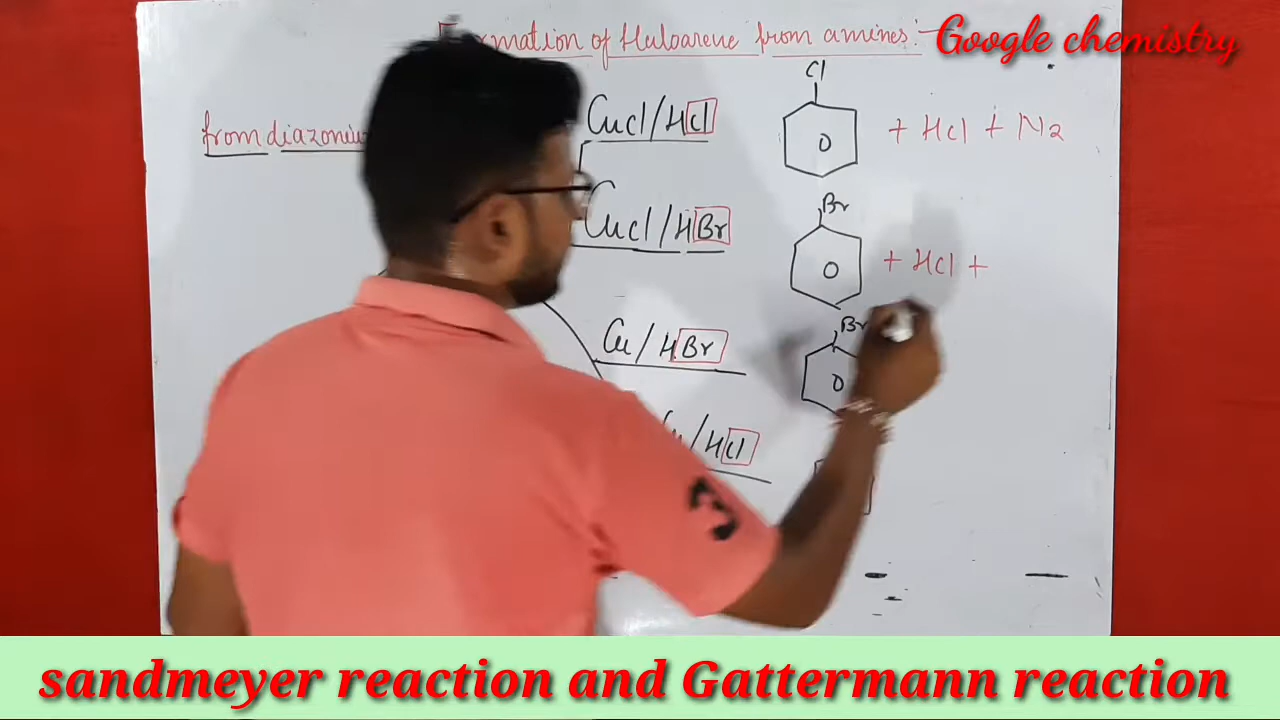 Formation of Haloarene from amines:-
Google chemistry
from diazoniu
CuCl/HCl
Cl
+ HCl + N2
CuCl/HBr
Br
+ HCl +
Cu/HBr
Br
/HCl
3
sandmeyer reaction and Gattermann reaction